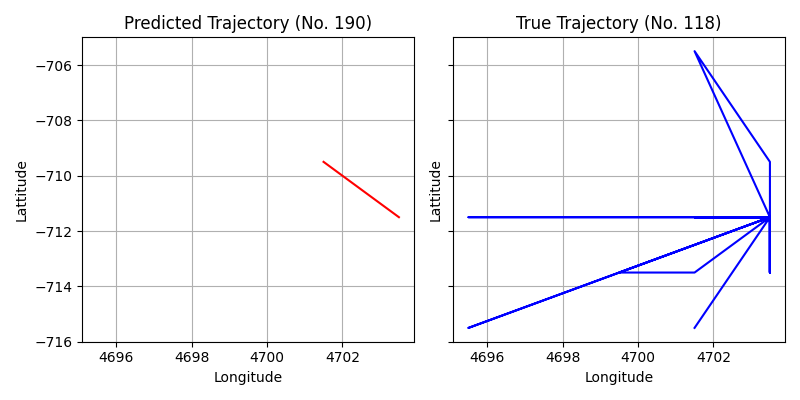 Predicted Trajectory (No. 190)
True Trajectory (No. 118)
Lattitude
−706
−708
−710
−712
−714
−716
4696
4698
4700
4702
Longitude
Lattitude
4696
4698
4700
4702
Longitude